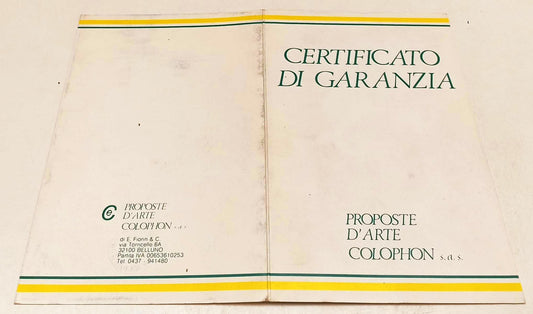 CERTIFICATO
DI GARANZIA
PROPOSTE
D'ARTE
COLOPHON s.a.s.
PROPOSTE
D'ARTE
COLOPHON s.a.s.
di E. Fiorin & C.
via Torricelle 8A
32100 BELLUNO
Partita IVA 00653610253
Tel. 0437 - 941480